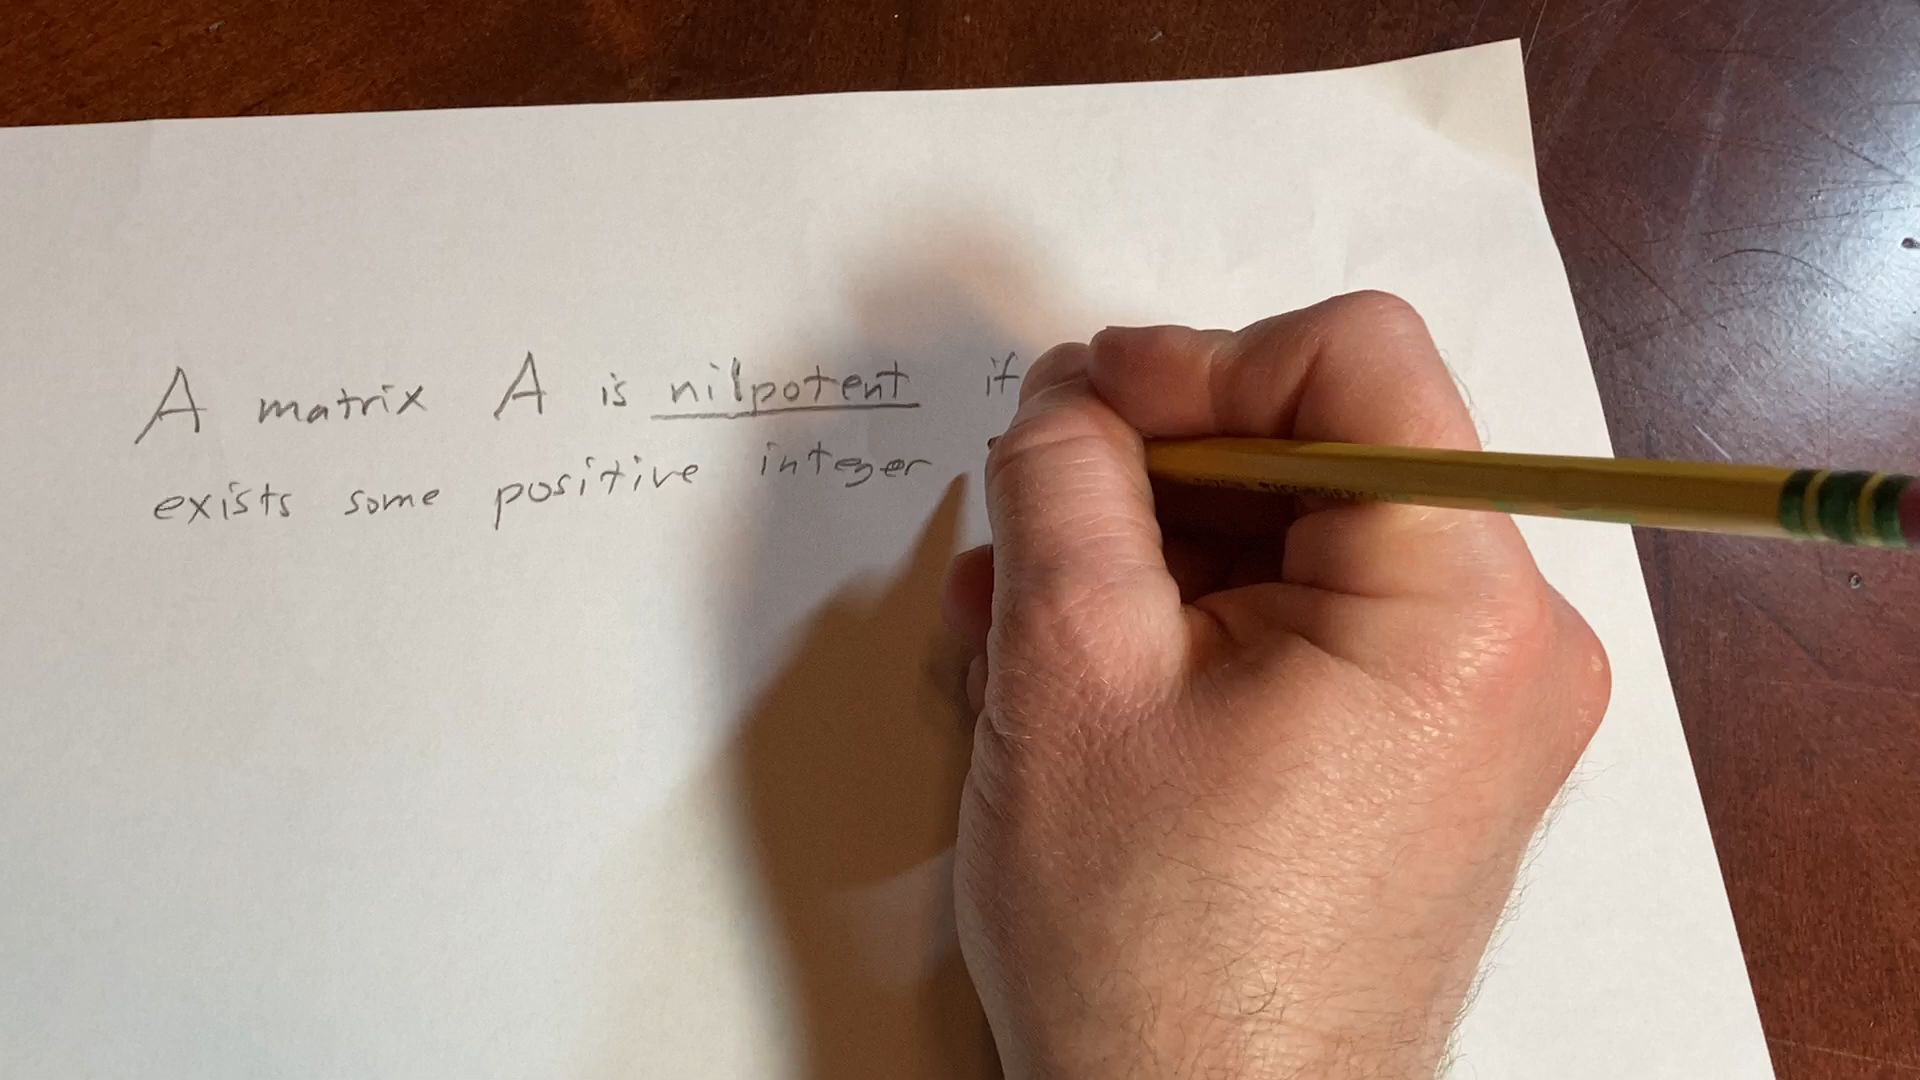 A matrix A is nilpotent if
exists some positive integer